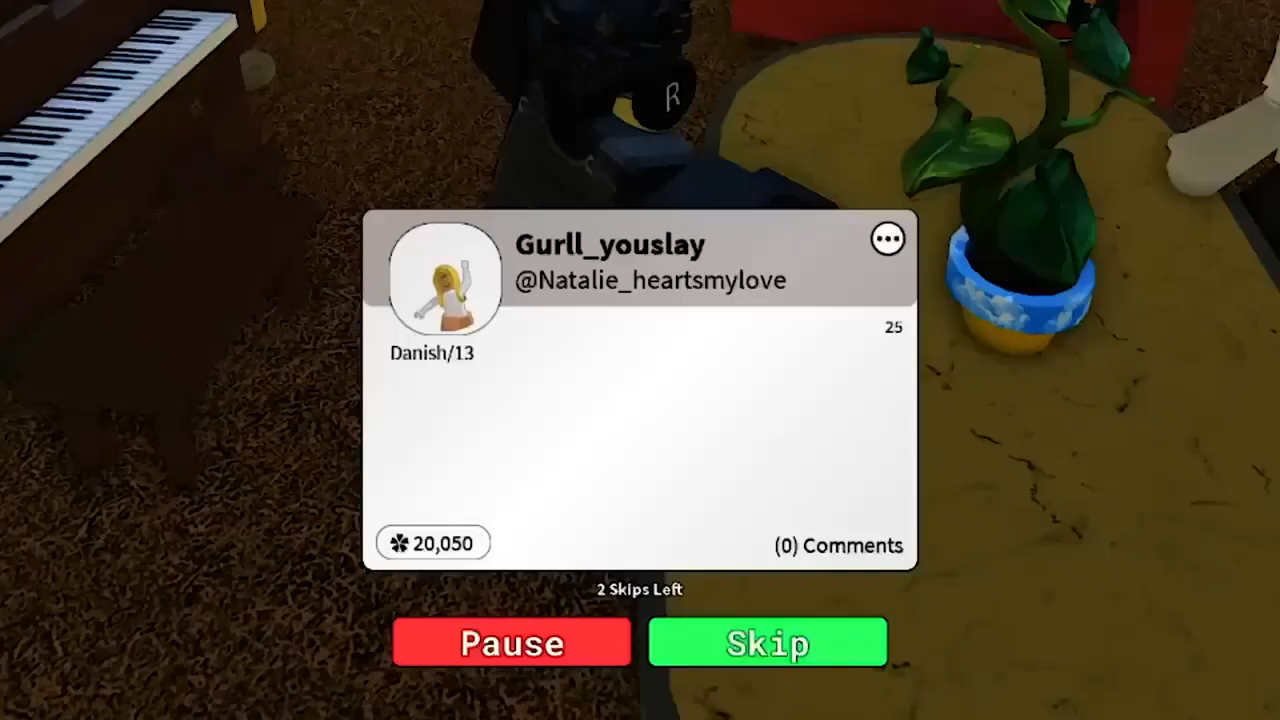 R
Gurll_youslay
@Natalie_heartsmylove
25
Danish/13
20,050
(0) Comments
2 Skips Left
Pause
Skip